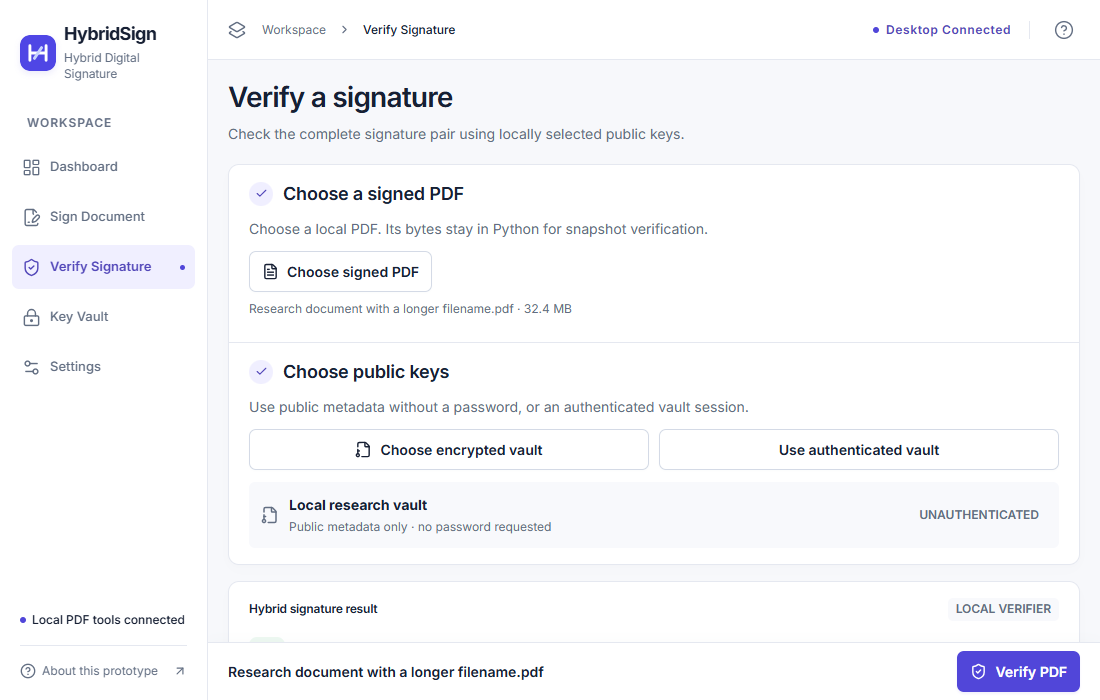 HybridSign
Hybrid Digital
Signature
WORKSPACE
Dashboard
Sign Document
Verify Signature
Key Vault
Settings
Local PDF tools connected
About this prototype
Workspace
Verify Signature
Desktop Connected
Verify a signature
Check the complete signature pair using locally selected public keys.
Choose a signed PDF
Choose a local PDF. Its bytes stay in Python for snapshot verification.
Choose signed PDF
Research document with a longer filename.pdf · 32.4 MB
Choose public keys
Use public metadata without a password, or an authenticated vault session.
Choose encrypted vault
Use authenticated vault
Local research vault
Public metadata only · no password requested
UNAUTHENTICATED
Hybrid signature result
LOCAL VERIFIER
Research document with a longer filename.pdf
Verify PDF